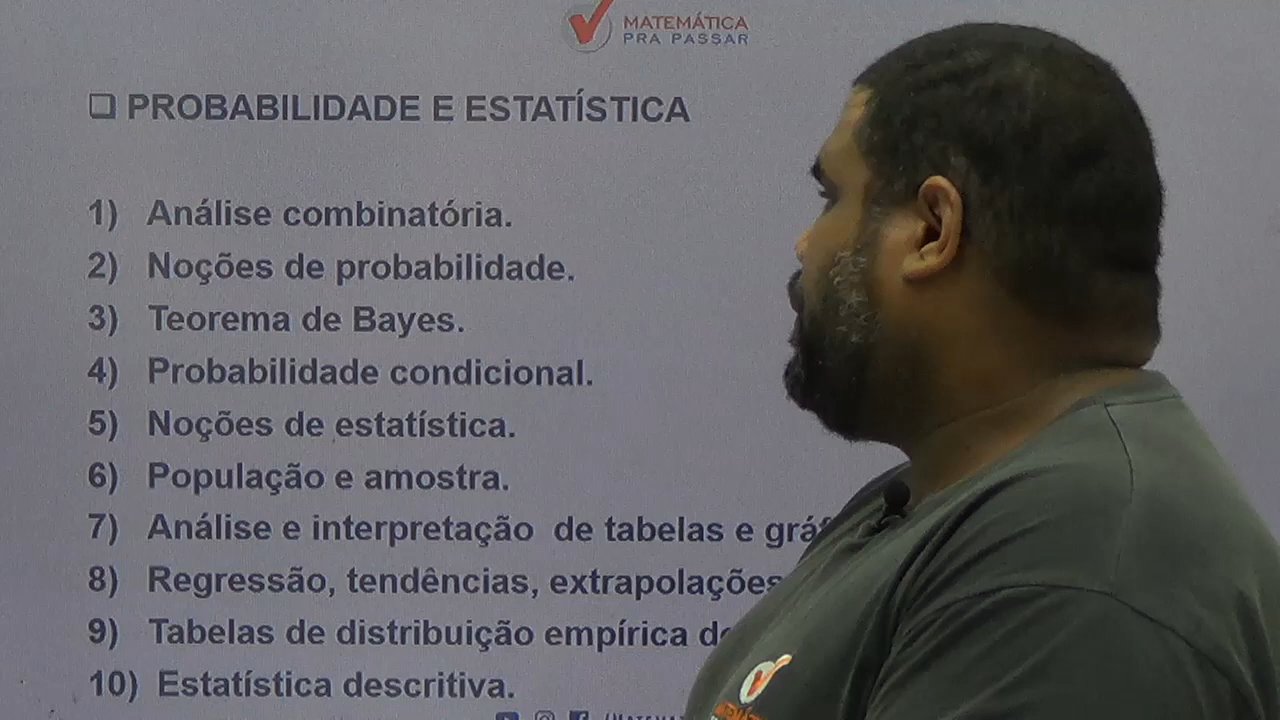 MATEMÁTICA
PRA PASSAR
PROBABILIDADE E ESTATÍSTICA
1) Análise combinatória.
2) Noções de probabilidade.
3) Teorema de Bayes.
4) Probabilidade condicional.
5) Noções de estatística.
6) População e amostra.
7) Análise e interpretação de tabelas e
8) Regressão, tendências, extrapolações
9) Tabelas de distribuição empírica
10) Estatística descritiva.